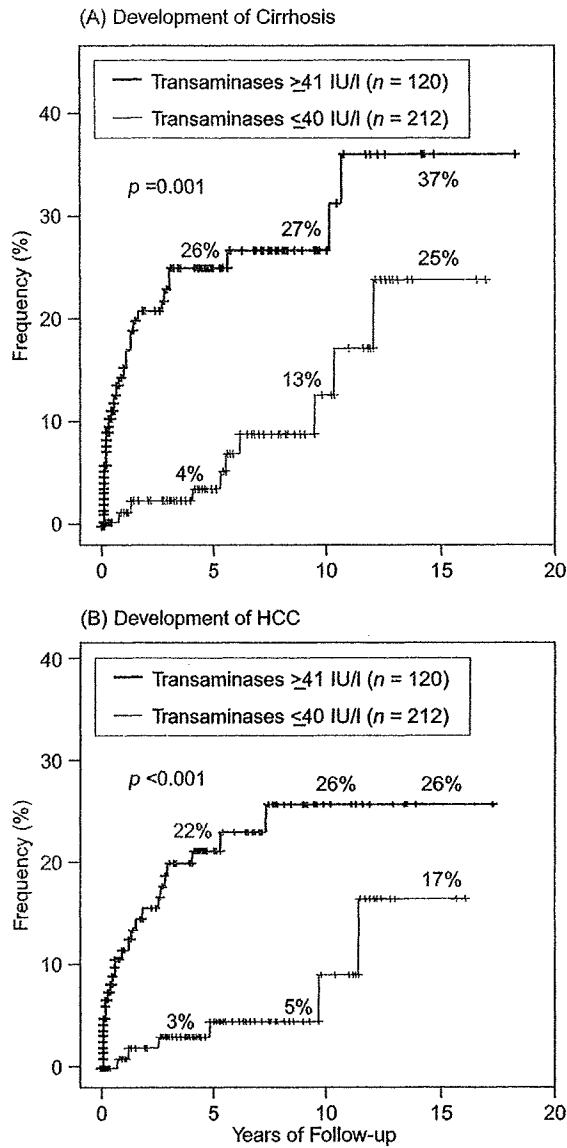 (A) Development of Cirrhosis
Transaminases ≥41 IU/l (n = 120)
Transaminases ≤40 IU/l (n = 212)
40
p =0.001
37%
30
27%
26%
25%
Frequency (%)
20
13%
10
4%
0
0 5 10 15 20
(B) Development of HCC
40
Transaminases ≥41 IU/l (n = 120)
Transaminases ≤40 IU/l (n = 212)
30
p <0.001
26% 26%
22%
Frequency (%)
20
17%
10
3%
5%
0
0 5 10 15 20
Years of Follow-up